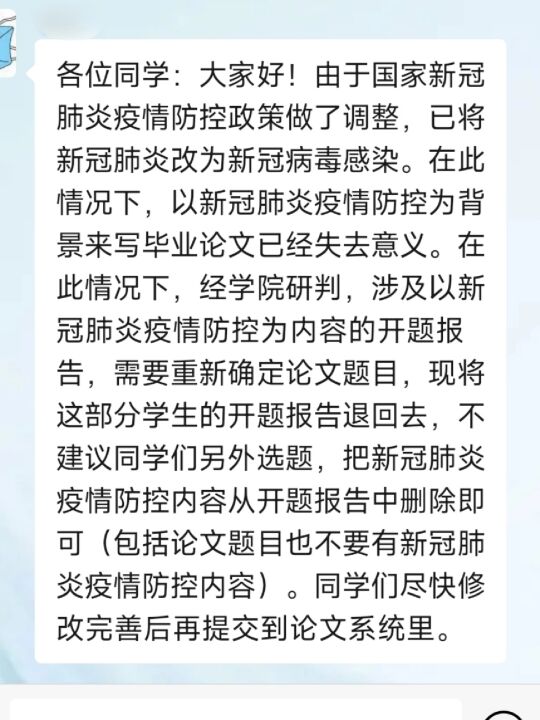 各位同学：大家好！由于国家新冠
肺炎疫情防控政策做了调整，已将
新冠肺炎改为新冠病毒感染。在此
情况下，以新冠肺炎疫情防控为背
景来写毕业论文已经失去意义。在
此情况下，经学院研判，涉及以新
冠肺炎疫情防控为内容的开题报
告，需要重新确定论文题目，现将
这部分学生的开题报告退回去，不
建议同学们另外选题，把新冠肺炎
疫情防控内容从开题报告中删除即
可（包括论文题目也不要有新冠肺
炎疫情防控内容）。同学们尽快修
改完善后再提交到论文系统里。